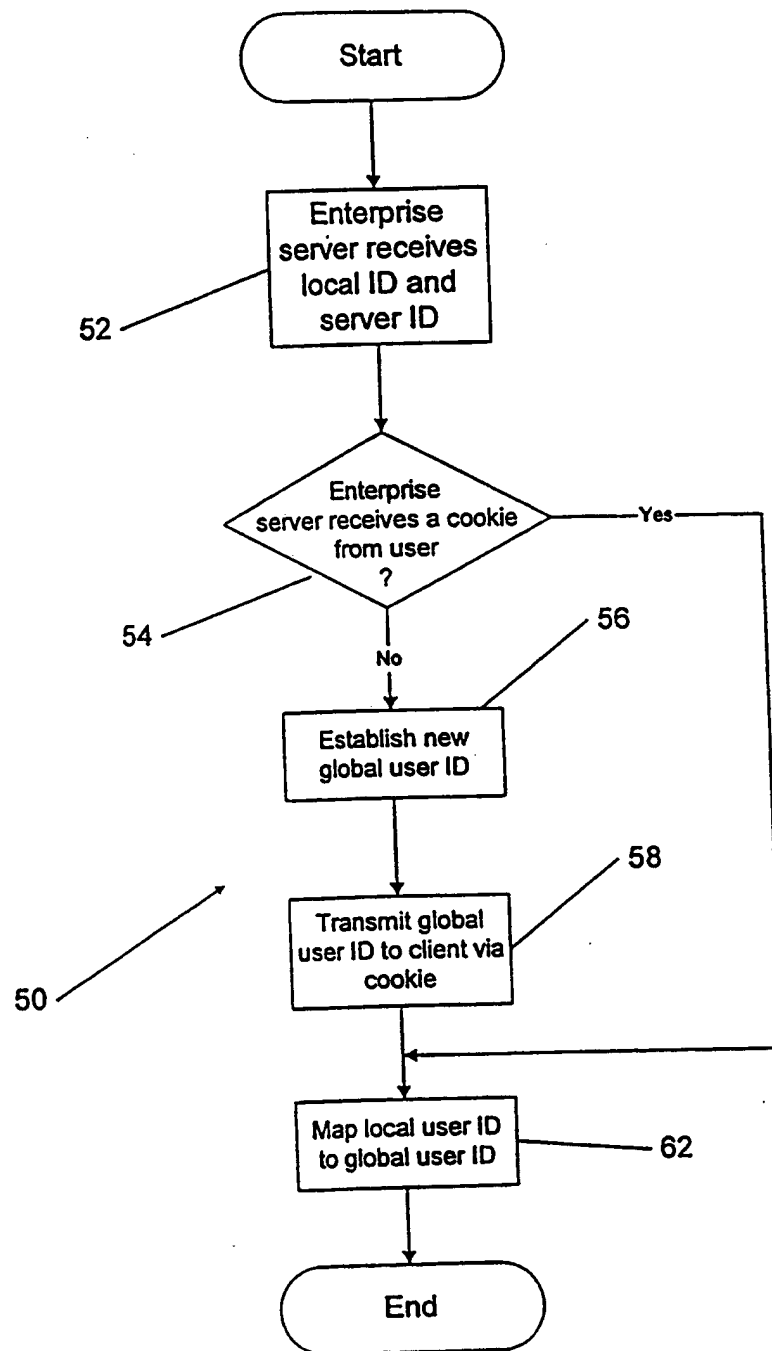 Start
Enterprise
server receives
local ID and
server ID
52
Enterprise
server receives a cookie
from user
?
Yes
54
No
56
Establish new
global user ID
58
Transmit global
user ID to client via
cookie
50
Map local user ID
to global user ID
62
End